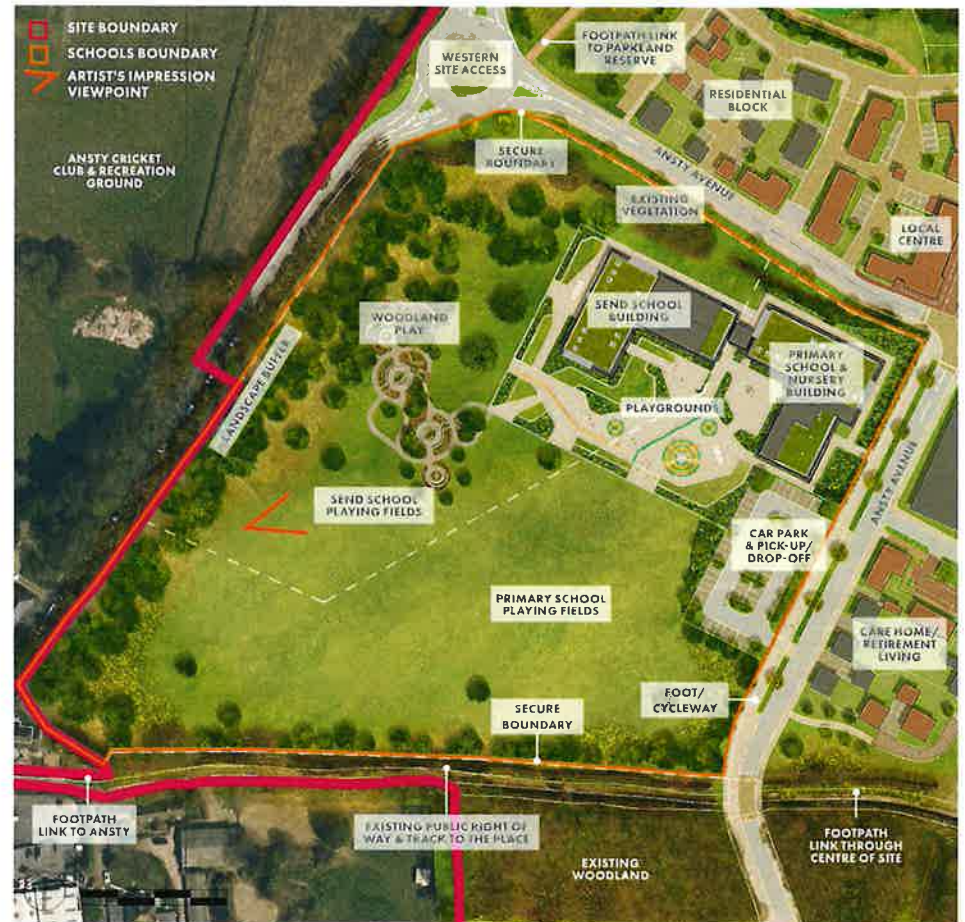 SITE BOUNDARY
SCHOOLS BOUNDARY
ARTIST'S IMPRESSION
VIEWPOINT
WESTERN
SITE ACCESS
FOOTPATH LINK
TO PARKLAND
RESERVE
RESIDENTIAL
BLOCK
ANSTY CRICKET
CLUB & RECREATION
GROUND
SECURE
BOUNDARY
ANSTY AVENUE
EXISTING
VEGETATION
LOCAL
CENTRE
SEND SCHOOL
BUILDING
WOODLAND
PLAY
PRIMARY
SCHOOL &
NURSERY
BUILDING
LANDSCAPE BUFFER
PLAYGROUNDS
ANSTY AVENUE
SEND SCHOOL
PLAYING FIELDS
CAR PARK
& PICK-UP/
DROP-OFF
PRIMARY SCHOOL
PLAYING FIELDS
CARE HOME/
RETIREMENT
LIVING
FOOT/
CYCLEWAY
SECURE
BOUNDARY
FOOTPATH
LINK TO ANSTY
EXISTING PUBLIC RIGHT OF
WAY & TRACK TO THE PLACE
EXISTING
WOODLAND
FOOTPATH
LINK THROUGH
CENTRE OF SITE